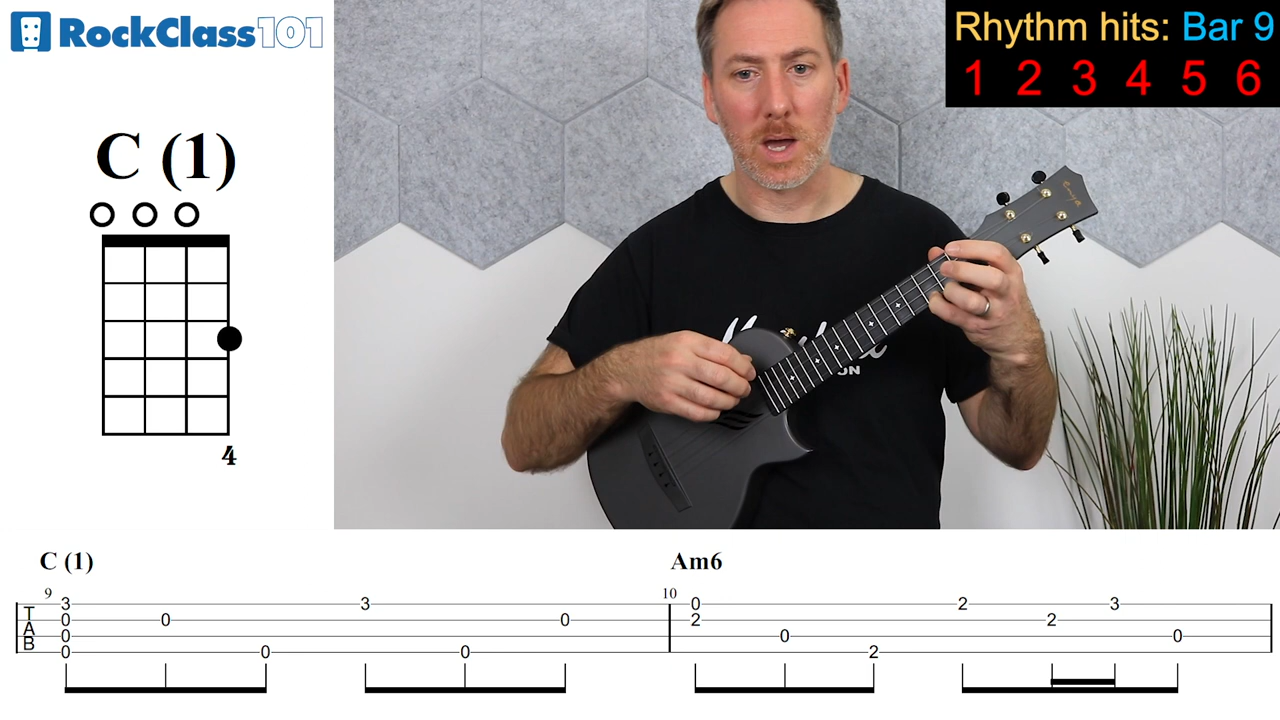 RockClass101
Rhythm hits: Bar 9
1 2 3 4 5 6
C (1)
4
ON
C (1) Am6
9 10
T
A
B
3 3 0 2 3
0 0 0 2 2
0 0 0
0 0 0 2